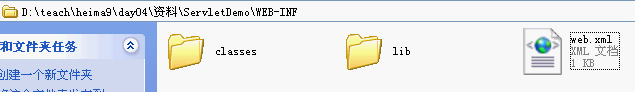 D:\teach\heima9\day04\资料\ServletDemo\WEB-INF
和文件夹任务
classes
lib
web.xml
XML 文档
1 KB
创建一个新文件夹